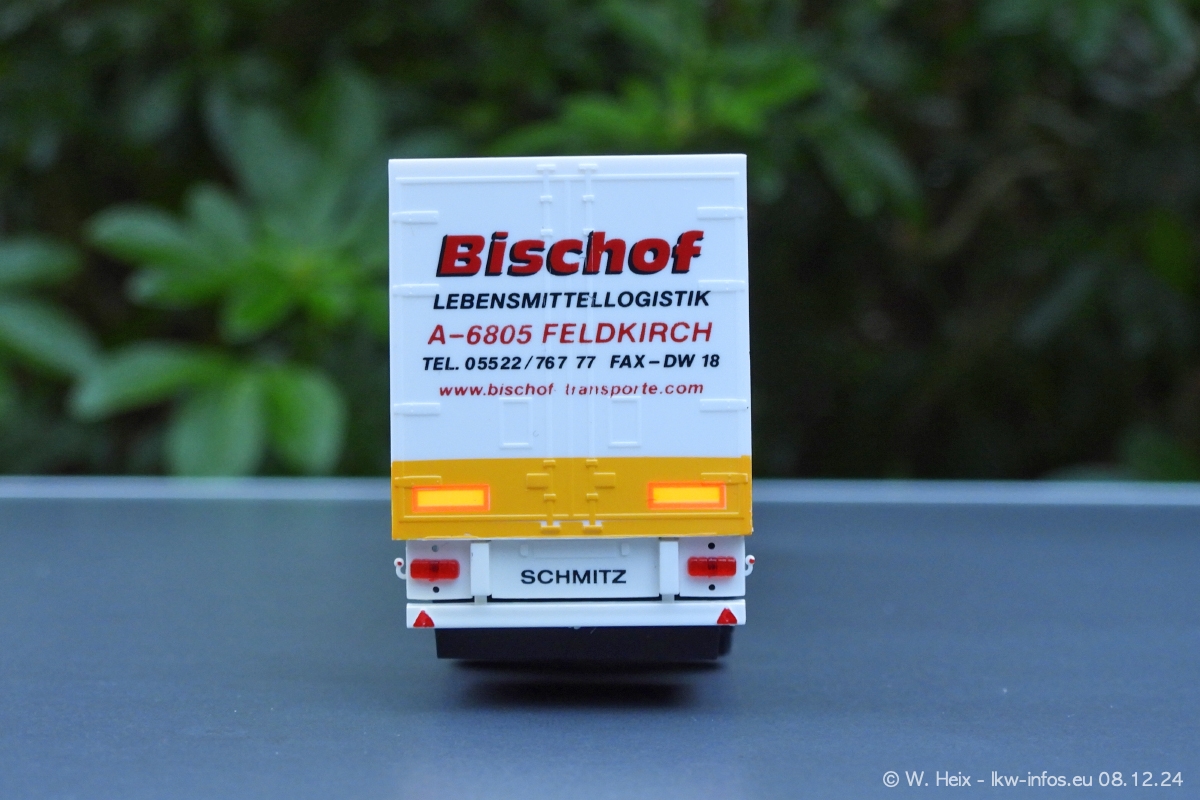 Bischof
LEBENSMITTELLOGISTIK
A-6805 FELDKIRCH
TEL. 05522/767 77 FAX-DW 18
www.bischof-transporte.com
SCHMITZ
© W. Heix - lkw-infos.eu 08.12.24